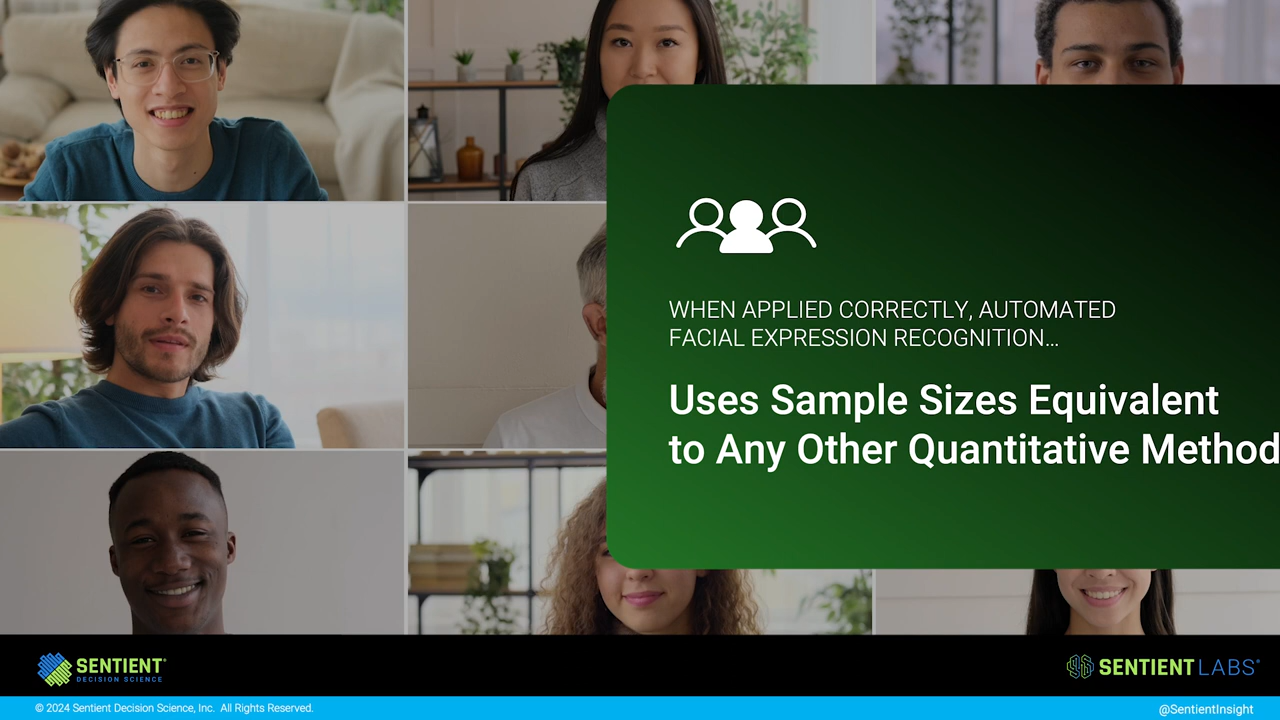 WHEN APPLIED CORRECTLY, AUTOMATED
FACIAL EXPRESSION RECOGNITION...
Uses Sample Sizes Equivalent
to Any Other Quantitative Method
SENTIENT®
DECISION SCIENCE
SENTIENT LABS®
© 2024 Sentient Decision Science, Inc. All Rights Reserved.
@SentientInsight